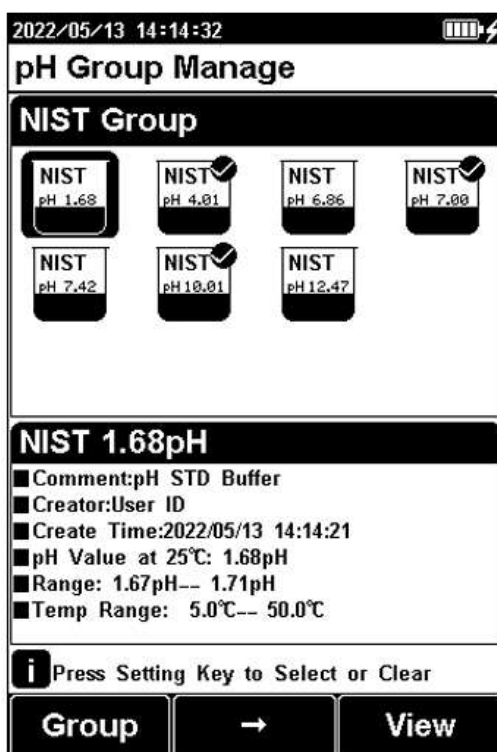 2022/05/13 14:14:32
pH Group Manage
NIST Group
NIST NIST NIST NIST
pH 1.68 pH 4.01 pH 6.86 pH 7.00
NIST NIST NIST
pH 7.42 pH 10.01 pH 12.47
NIST 1.68pH
Comment:pH STD Buffer
Creator:User ID
Create Time:2022/05/13 14:14:21
pH Value at 25℃: 1.68pH
Range: 1.67pH-- 1.71pH
Temp Range: 5.0℃-- 50.0℃
i Press Setting Key to Select or Clear
Group → View